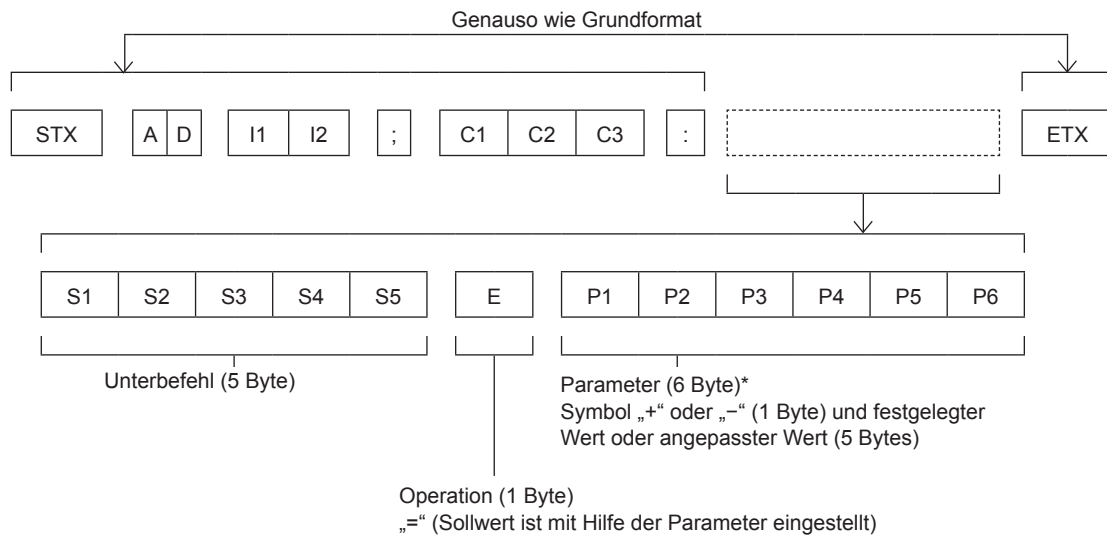 Genauso wie Grundformat
STX A D I1 I2 ; C1 C2 C3 : ETX
S1 S2 S3 S4 S5 E P1 P2 P3 P4 P5 P6
Unterbefehl (5 Byte)
Parameter (6 Byte)*
Symbol „+“ oder „−“ (1 Byte) und festgelegter
Wert oder angepasster Wert (5 Bytes)
Operation (1 Byte)
„=“ (Sollwert ist mit Hilfe der Parameter eingestellt)